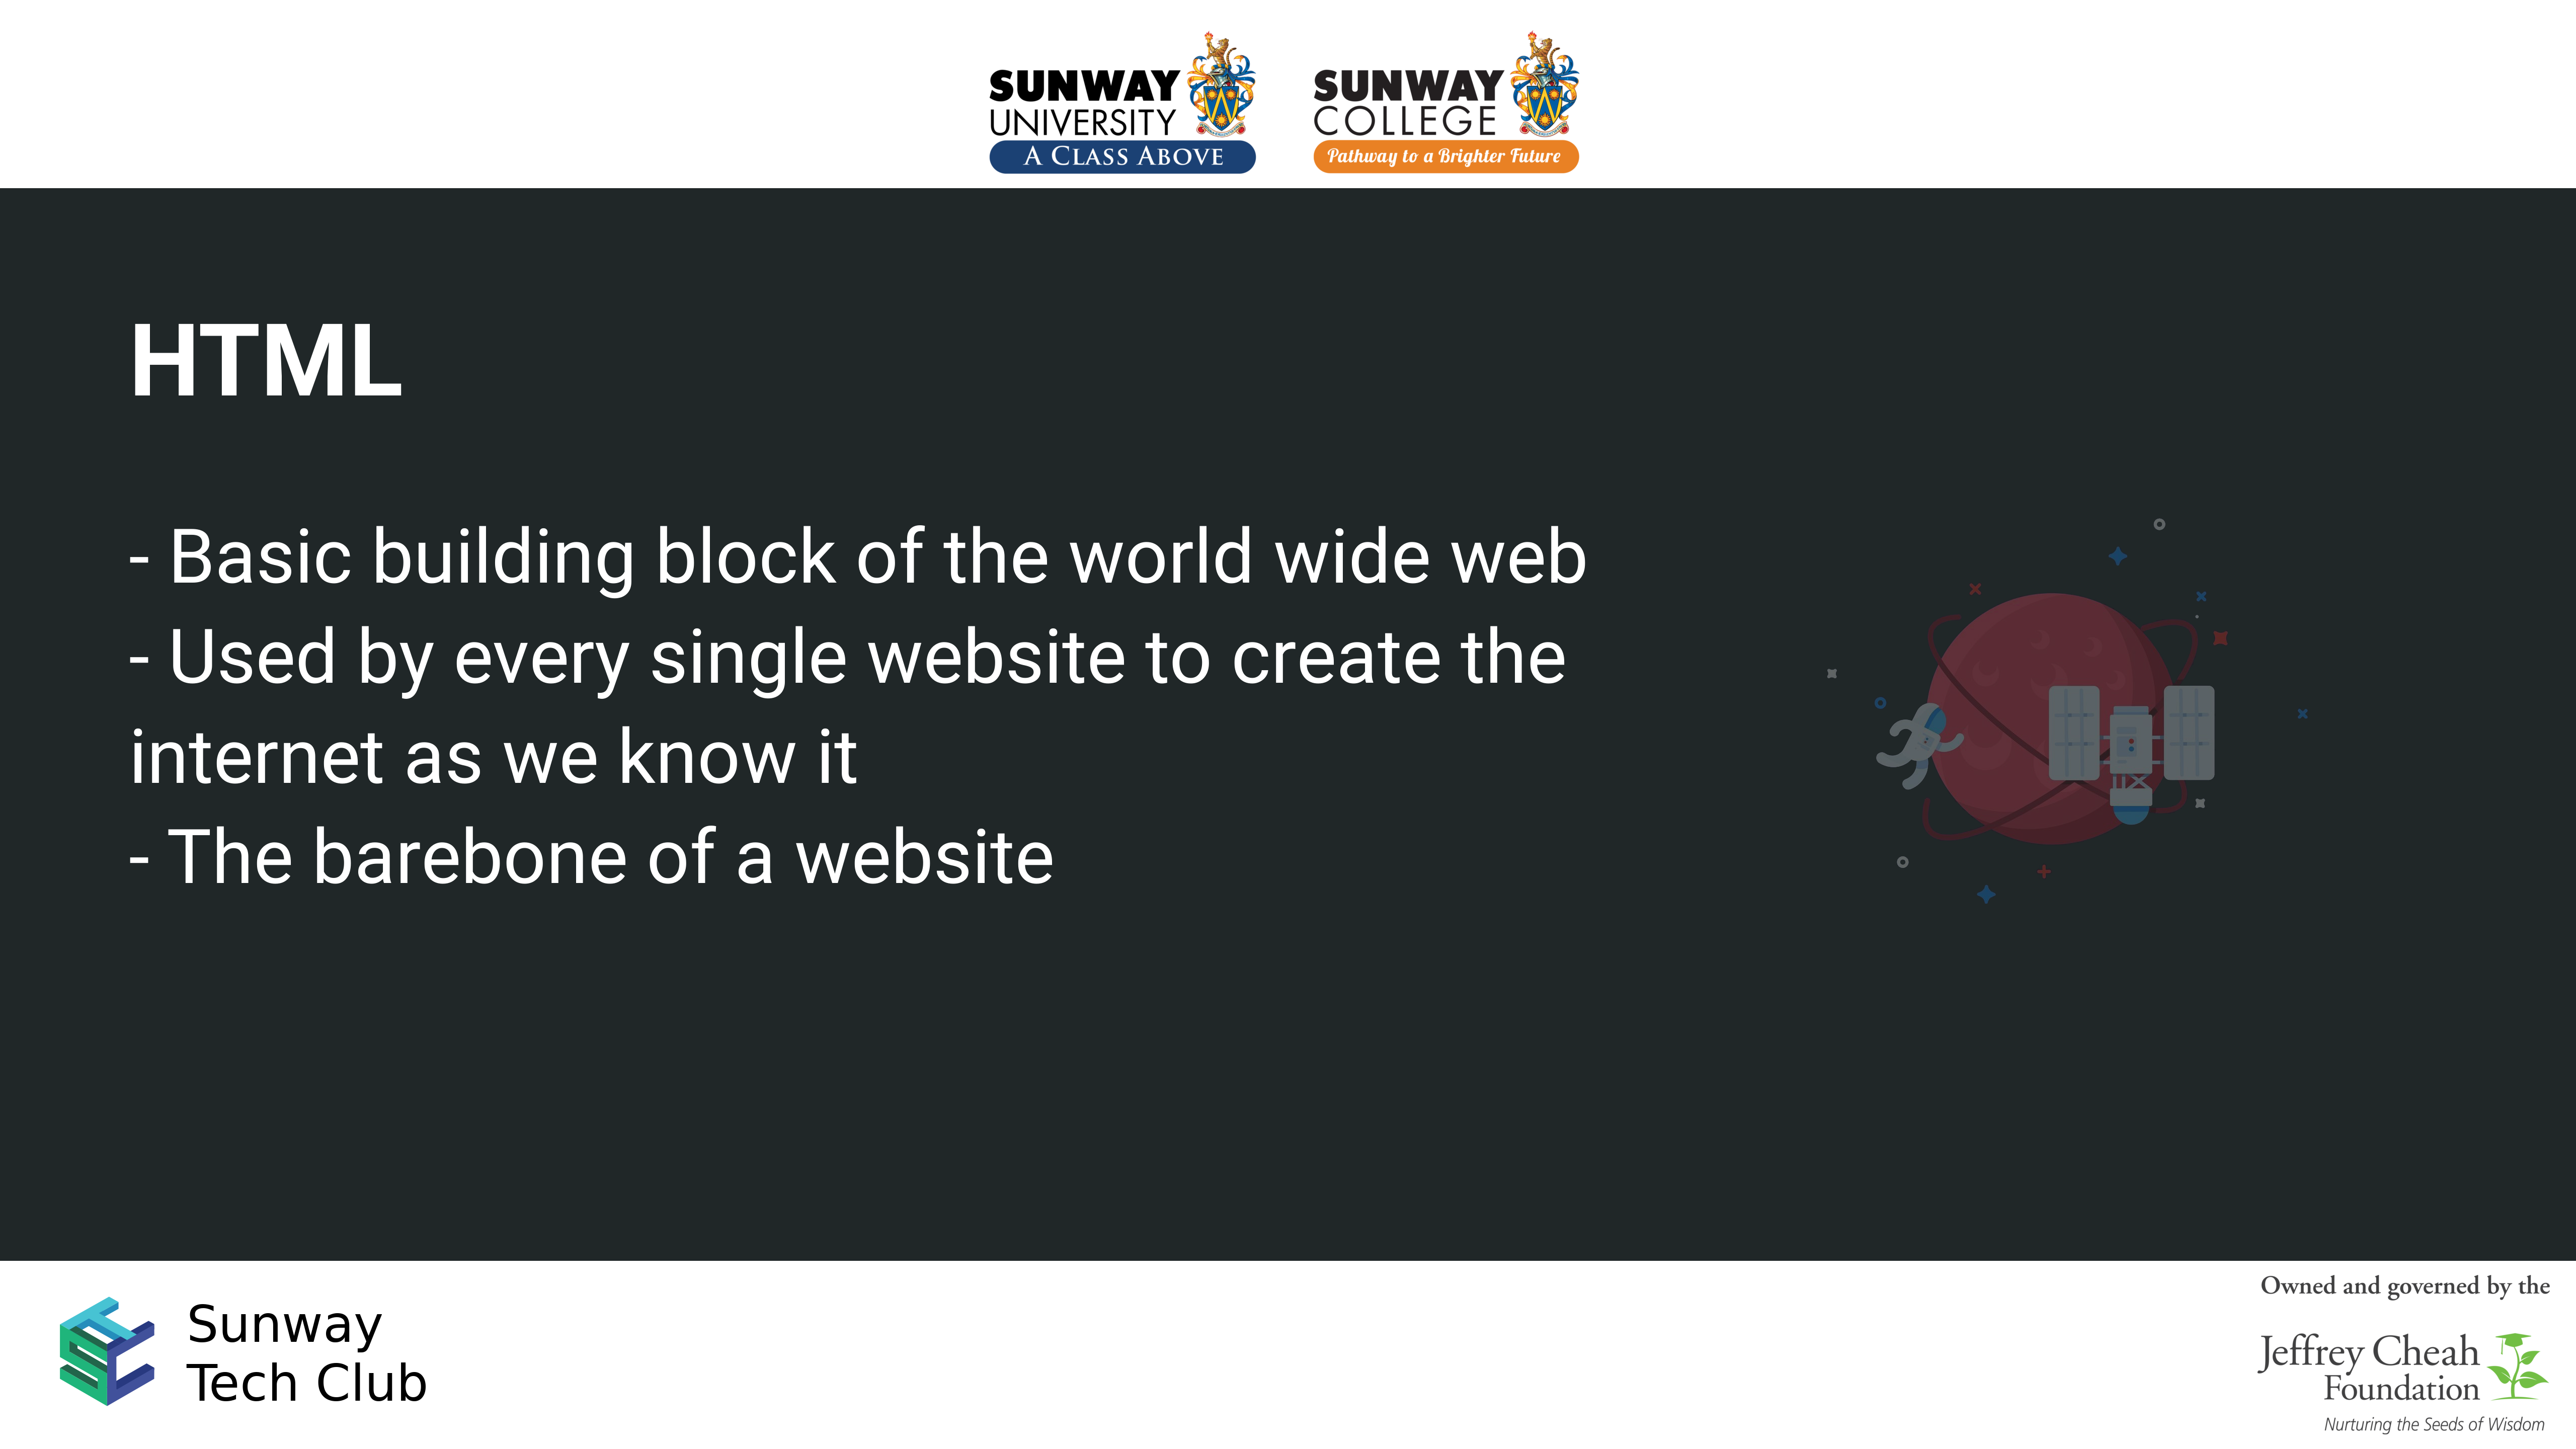 SUNWAY
UNIVERSITY
A CLASS ABOVE
SUNWAY
COLLEGE
Pathway to a Brighter Future
HTML
- Basic building block of the world wide web
- Used by every single website to create the
internet as we know it
- The barebone of a website
Sunway
Tech Club
Owned and governed by the
Jeffrey Cheah
Foundation
Nurturing the Seeds of Wisdom